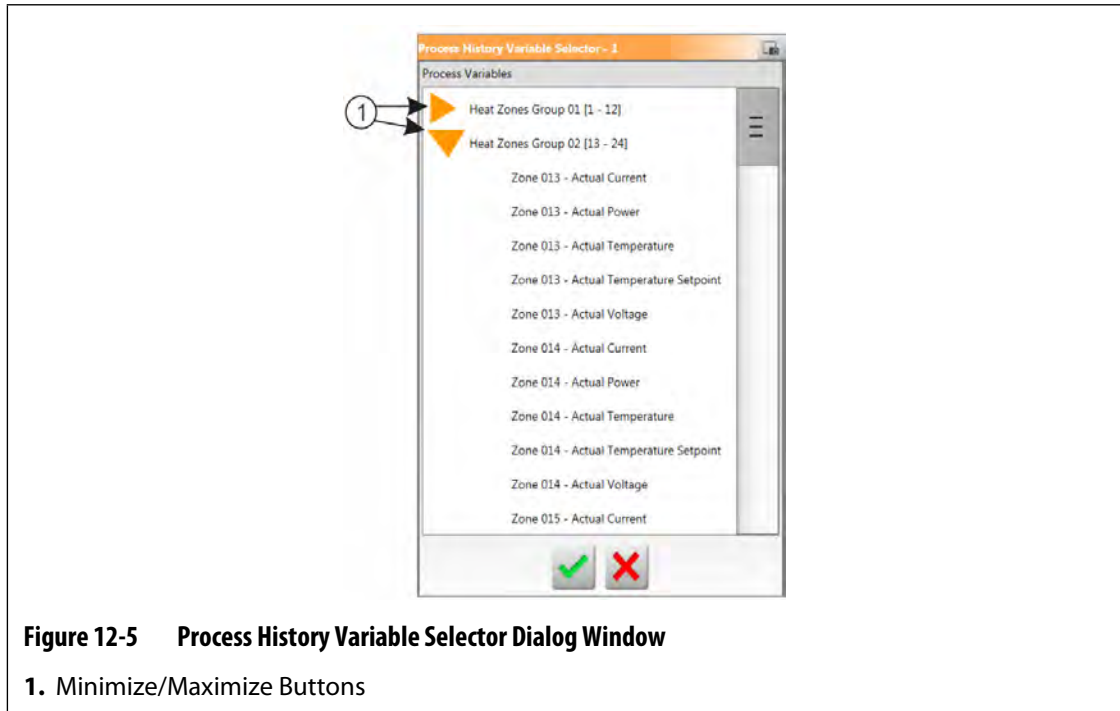 Process History Variable Selector - 1
Process Variables
1
Heat Zones Group 01 [1 - 12]
Heat Zones Group 02 [13 - 24]
Zone 013 - Actual Current
Zone 013 - Actual Power
Zone 013 - Actual Temperature
Zone 013 - Actual Temperature Setpoint
Zone 013 - Actual Voltage
Zone 014 - Actual Current
Zone 014 - Actual Power
Zone 014 - Actual Temperature
Zone 014 - Actual Temperature Setpoint
Zone 014 - Actual Voltage
Zone 015 - Actual Current
Figure 12-5 Process History Variable Selector Dialog Window
1. Minimize/Maximize Buttons